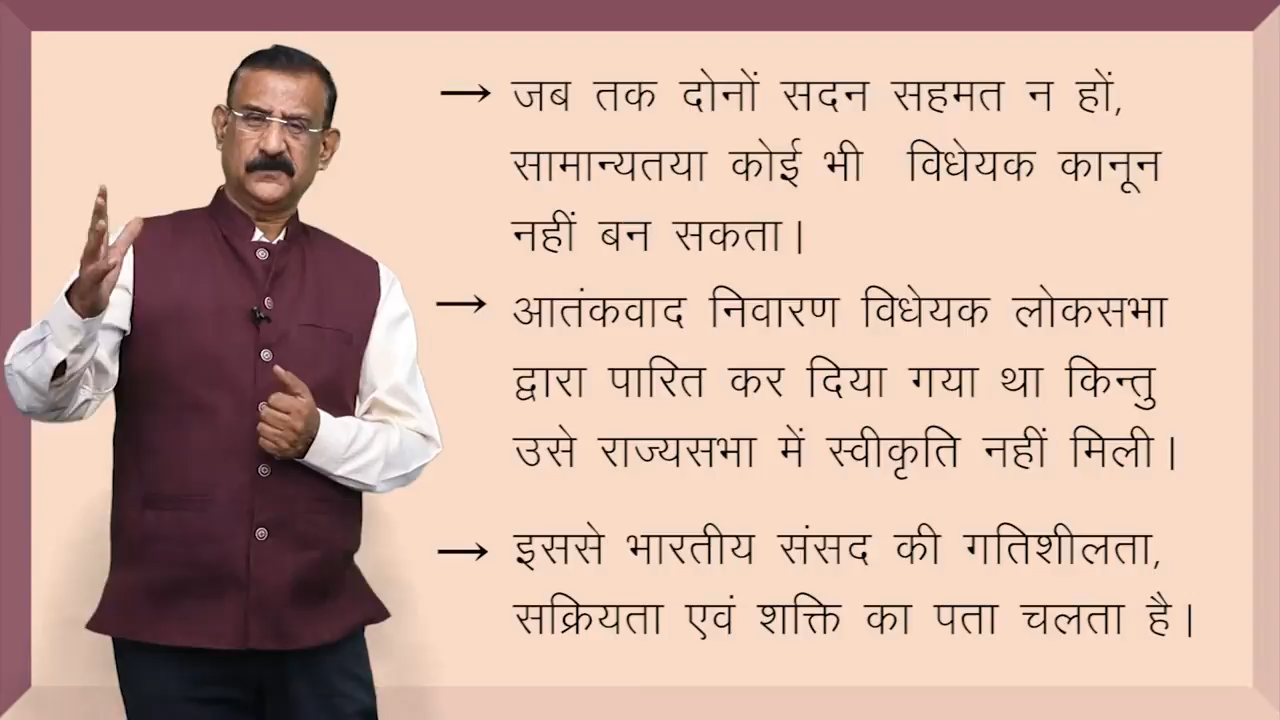 → जब तक दोनों सदन सहमत न हों,
सामान्यतया कोई भी विधेयक कानून
नहीं बन सकता।
→ आतंकवाद निवारण विधेयक लोकसभा
द्वारा पारित कर दिया गया था किन्तु
उसे राज्यसभा में स्वीकृति नहीं मिली।
→ इससे भारतीय संसद की गतिशीलता,
सक्रियता एवं शक्ति का पता चलता है।